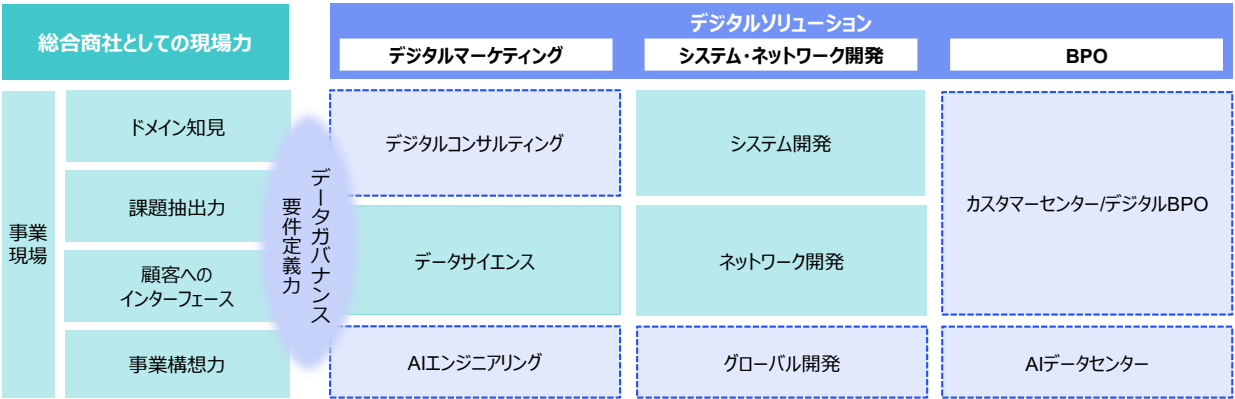 総合商社としての現場力
事業
現場
ドメイン知見
課題抽出力
顧客への
インターフェース
事業構想力
データガバナンス
要件定義力
デジタルソリューション
デジタルマーケティング
システム・ネットワーク開発
BPO
デジタルコンサルティング
システム開発
カスタマーセンター/デジタルBPO
データサイエンス
ネットワーク開発
AIエンジニアリング
グローバル開発
AIデータセンター